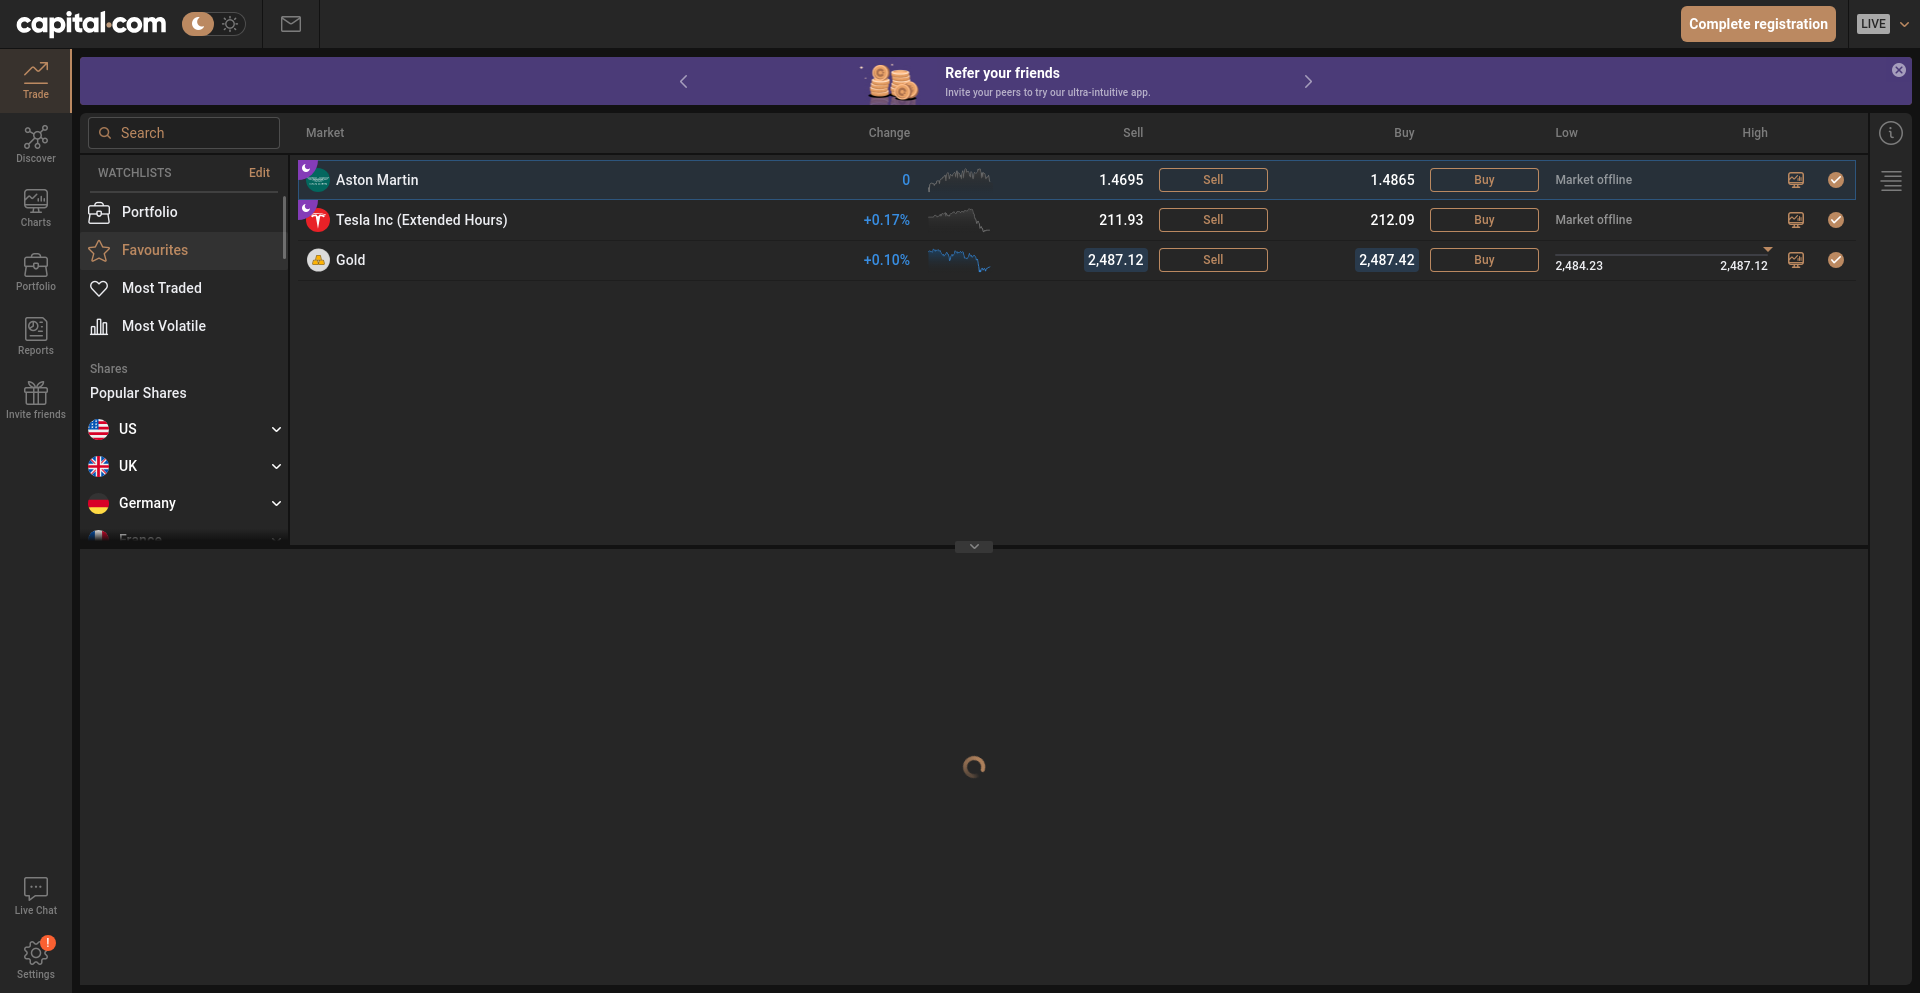 capital.com
Complete registration
LIVE
Trade
Discover
Charts
Portfolio
Reports
Invite friends
Live Chat
!
Settings
Refer your friends
Invite your peers to try our ultra-intuitive app.
Search
WATCHLISTS Edit
Portfolio
Favourites
Most Traded
Most Volatile
Shares
Popular Shares
US
UK
Germany
France
Market Change Sell Buy Low High
Aston Martin 0 1.4695 Sell 1.4865 Buy Market offline
Tesla Inc (Extended Hours) +0.17% 211.93 Sell 212.09 Buy Market offline
Gold +0.10% 2,487.12 Sell 2,487.42 Buy 2,484.23 2,487.12